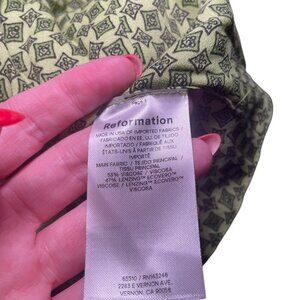 Reformation
MADE IN USA OF IMPORTED FABRICS /
FABRICADO EN EE, UU, DE TEJIDO
IMPORTADO / FABRIQUÉ AUX
ÉTATS-UNIS À PARTIR DE TISSU
IMPORTÉ
MAIN FABRIC / TEJIDO PRINCIPAL /
TISSU PRINCIPAL
53% VISCOSE / VISCOSA
47% LENZING™ ECOVERO™
VISCOSE / LENZING™ ECOVERO™
VISCOSA
2263 E VERNON AVE.
VERNON, CA 90058